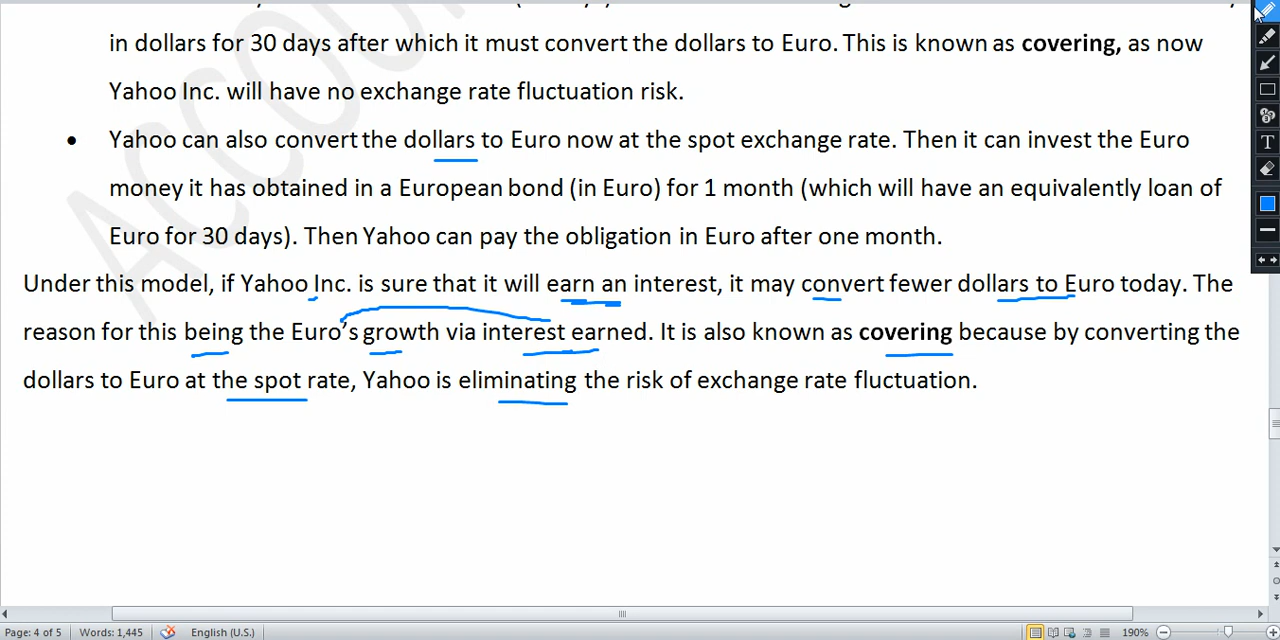 in dollars for 30 days after which it must convert the dollars to Euro. This is known as covering, as now
Yahoo Inc. will have no exchange rate fluctuation risk.
• Yahoo can also convert the dollars to Euro now at the spot exchange rate. Then it can invest the Euro
money it has obtained in a European bond (in Euro) for 1 month (which will have an equivalently loan of
Euro for 30 days). Then Yahoo can pay the obligation in Euro after one month.
Under this model, if Yahoo Inc. is sure that it will earn an interest, it may convert fewer dollars to Euro today. The
reason for this being the Euro's growth via interest earned. It is also known as covering because by converting the
dollars to Euro at the spot rate, Yahoo is eliminating the risk of exchange rate fluctuation.
ACCOU
T
Page: 4 of 5 Words: 1,445 English (U.S.) 190%